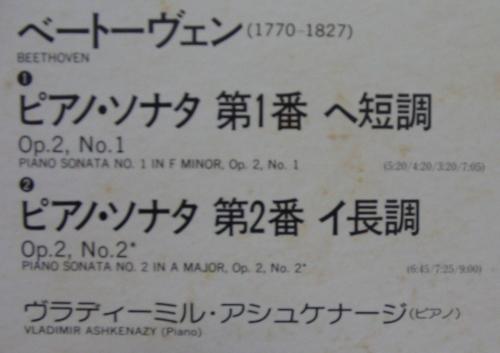 ベートーヴェン(1770-1827)
BEETHOVEN
❶
ピアノ・ソナタ 第1番 ヘ短調
Op.2, No.1
PIANO SONATA NO. 1 IN F MINOR, Op. 2, No. 1 (5:20/4:20/3:20/7:05)
❷
ピアノ・ソナタ 第2番 イ長調
Op.2, No.2*
PIANO SONATA NO. 2 IN A MAJOR, Op. 2, No. 2* (6:45/7:25/9:00)
ヴラディーミル・アシュケナージ(ピアノ)
VLADIMIR ASHKENAZY (Piano)